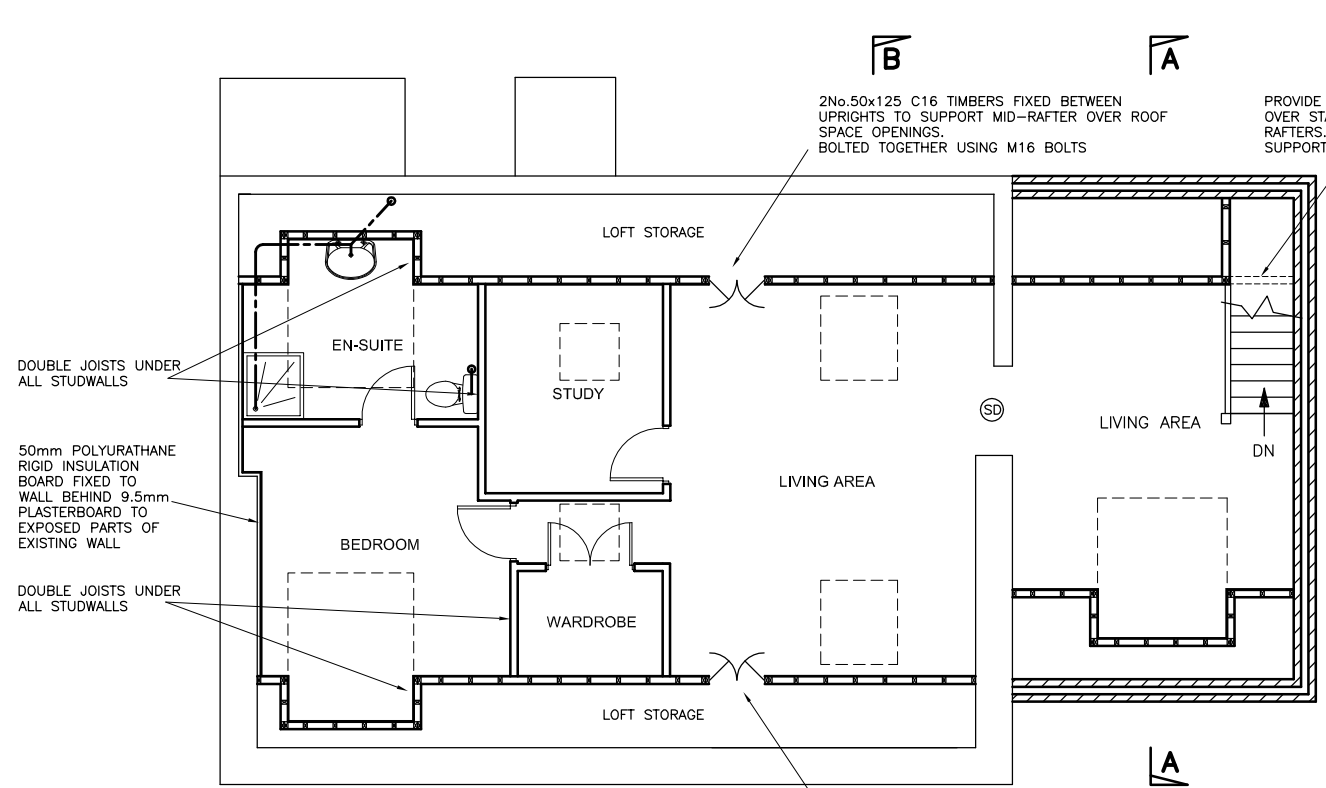 B
A
2No.50x125 C16 TIMBERS FIXED BETWEEN
UPRIGHTS TO SUPPORT MID-RAFTER OVER ROOF
SPACE OPENINGS.
BOLTED TOGETHER USING M16 BOLTS
PROVIDE
OVER STA
RAFTERS.
SUPPORT
LOFT STORAGE
EN-SUITE
DOUBLE JOISTS UNDER
ALL STUDWALLS
STUDY
SD
LIVING AREA
DN
50mm POLYURATHANE
RIGID INSULATION
BOARD FIXED TO
WALL BEHIND 9.5mm
PLASTERBOARD TO
EXPOSED PARTS OF
EXISTING WALL
LIVING AREA
BEDROOM
DOUBLE JOISTS UNDER
ALL STUDWALLS
WARDROBE
LOFT STORAGE
A